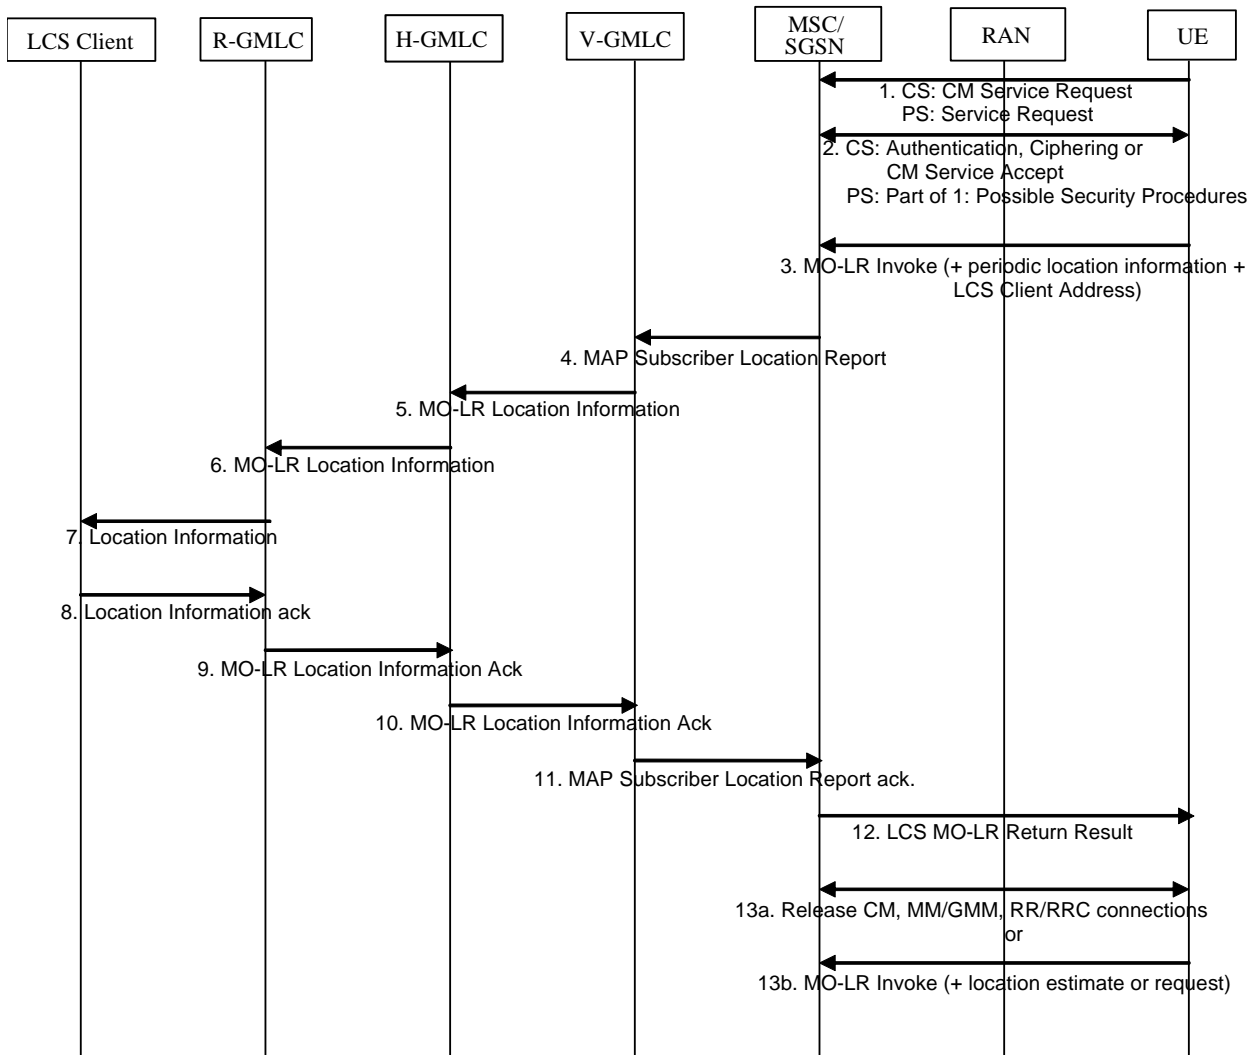 LCS Client
R-GMLC
H-GMLC
V-GMLC
MSC/
SGSN
RAN
UE
1. CS: CM Service Request
PS: Service Request
2. CS: Authentication, Ciphering or
CM Service Accept
PS: Part of 1: Possible Security Procedures
3. MO-LR Invoke (+ periodic location information +
LCS Client Address)
4. MAP Subscriber Location Report
5. MO-LR Location Information
6. MO-LR Location Information
7. Location Information
8. Location Information ack
9. MO-LR Location Information Ack
10. MO-LR Location Information Ack
11. MAP Subscriber Location Report ack.
12. LCS MO-LR Return Result
13a. Release CM, MM/GMM, RR/RRC connections
or
13b. MO-LR Invoke (+ location estimate or request)